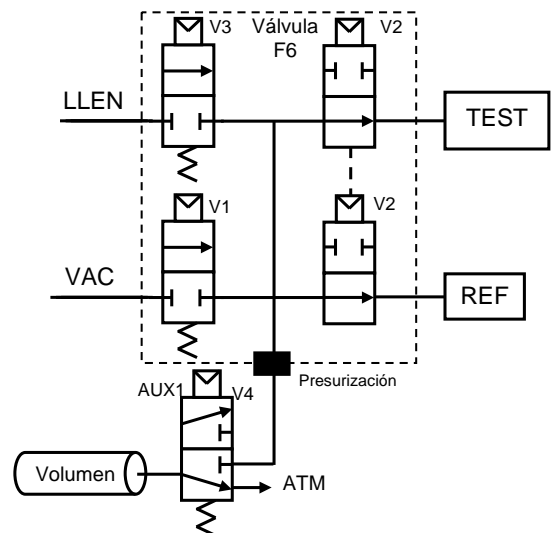 V3
Válvula
F6
V2
LLEN
TEST
V1
V2
VAC
REF
Presurización
AUX1
V4
Volumen
ATM